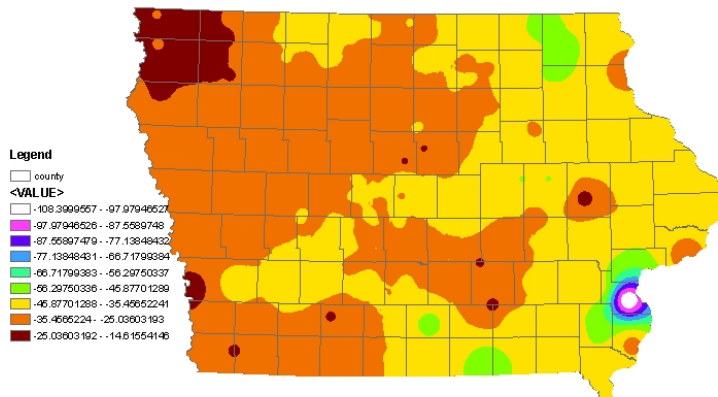 Legend
county
<VALUE>
-108.3999557 - -97.97946527
-97.97946526 - -87.5589748
-87.55897479 - -77.13848432
-77.13848431 - -66.71799384
-66.71799383 - -56.29750337
-56.29750336 - -45.87701289
-45.87701288 - -35.45652241
-35.4565224 - -25.03603193
-25.03603192 - -14.61554146